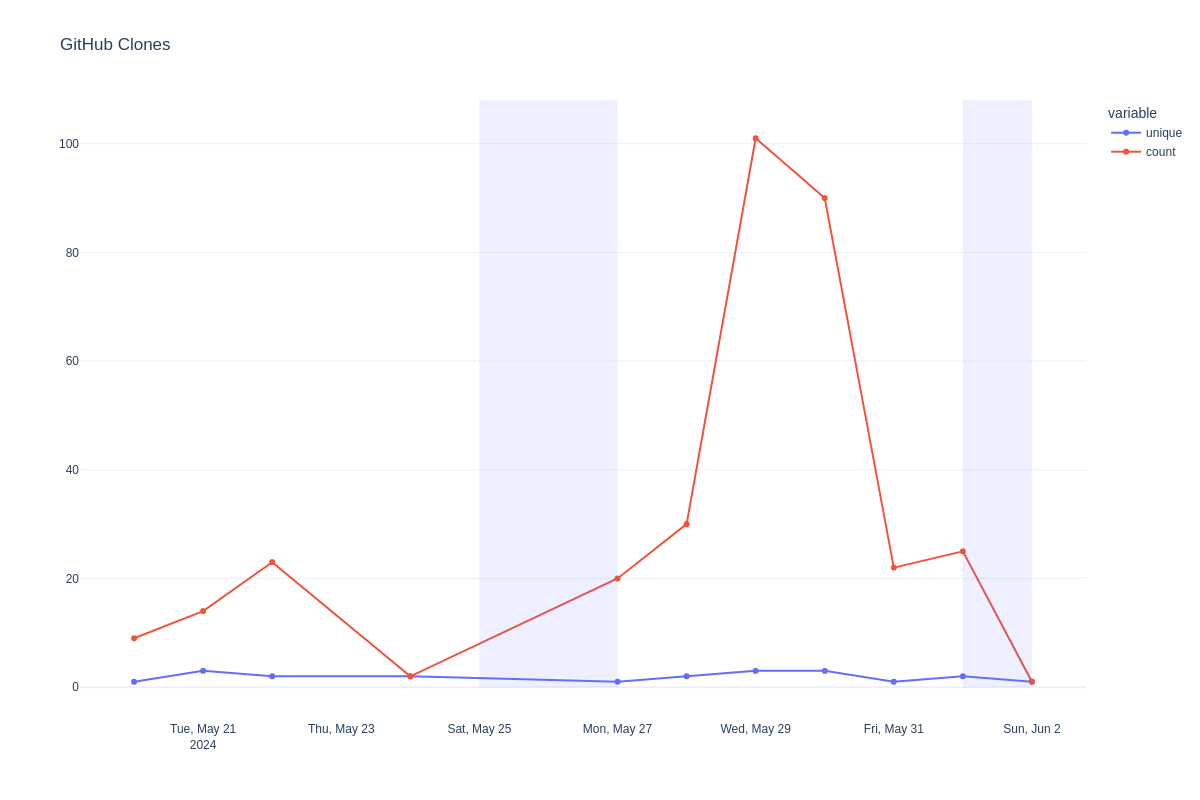 GitHub Clones
variable
unique
count
100
80
60
40
20
0
Tue, May 21
2024
Thu, May 23
Sat, May 25
Mon, May 27
Wed, May 29
Fri, May 31
Sun, Jun 2